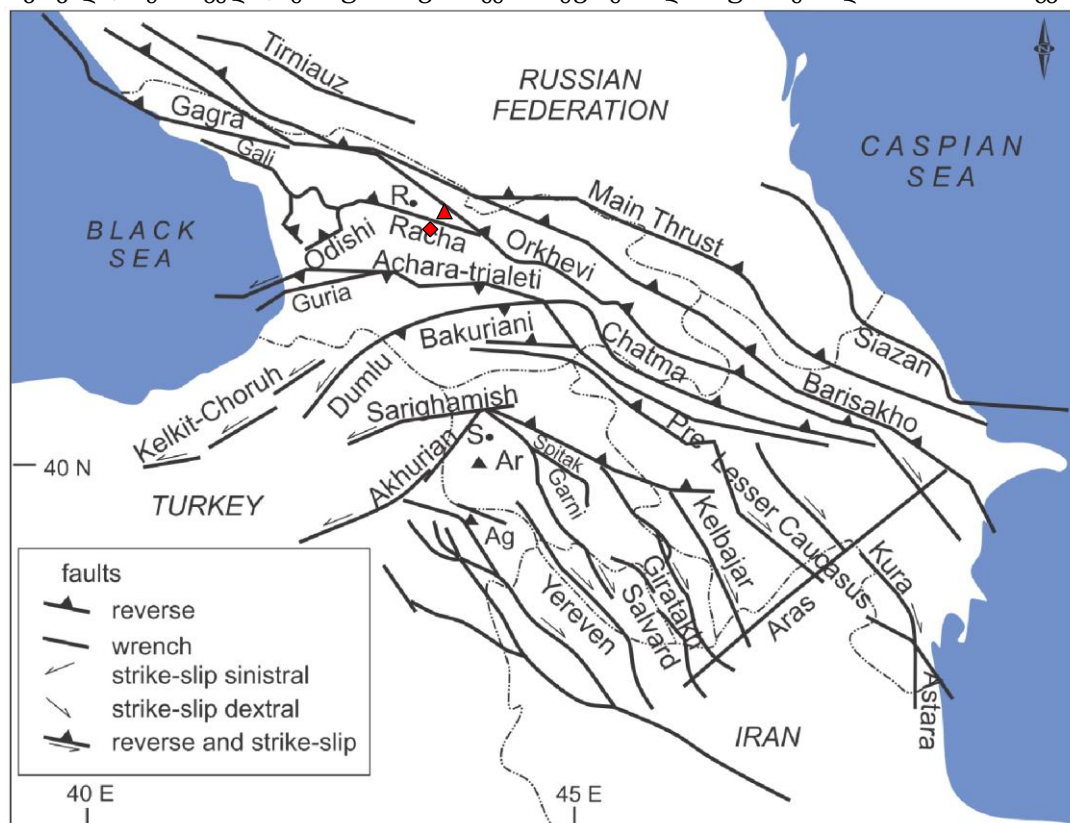 Tirniauz
RUSSIAN
FEDERATION
CASPIAN
SEA
Gagra
Gali
Main Thrust
R.
BLACK
SEA
Racha
Odishi
Orkhevi
Achara-trialeti
Guria
Bakuriani
Chatma
Siazan
Dumlu
Barisakho
Kelkit-Choruh
Sarighamish
Pre
Lesser Caucasus
S.
Spitak
40 N
Ar
Akhurian
Garni
TURKEY
Kelbajar
Ag
Kura
Giratakh
Yereven
Salvard
Aras
Astara
IRAN
faults
reverse
wrench
strike-slip sinistral
strike-slip dextral
reverse and strike-slip
40 E
45 E